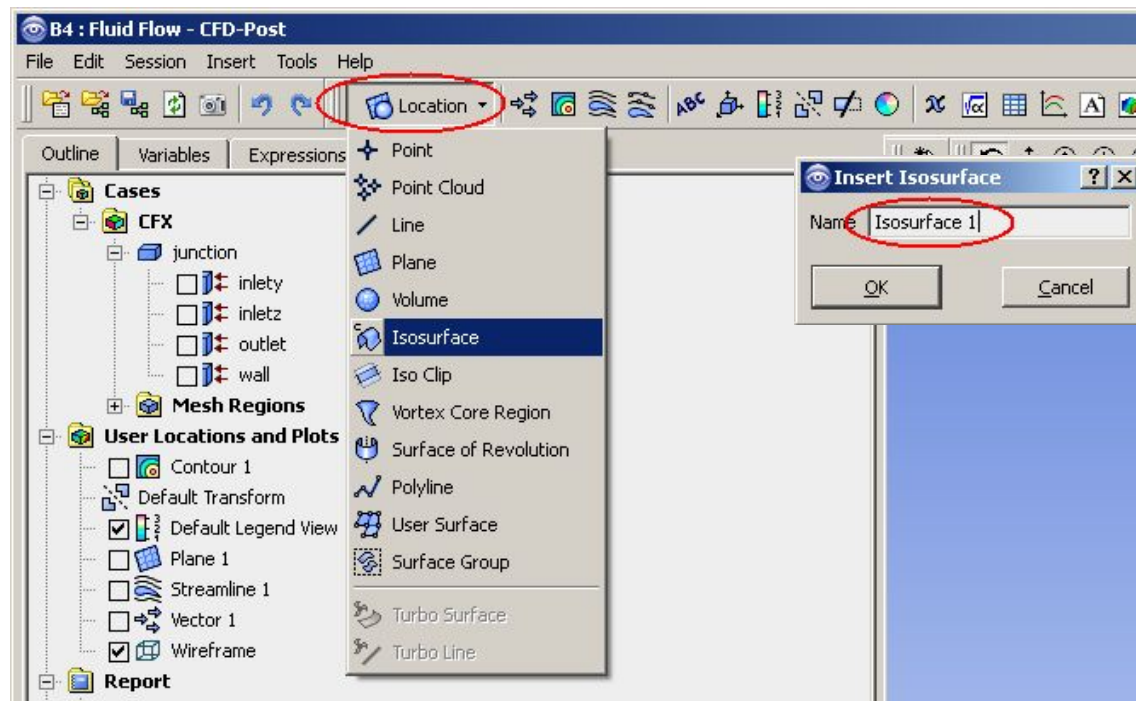 B4 : Fluid Flow - CFD-Post
File Edit Session Insert Tools Help
Location
Outline Variables Expressions
Cases
CFX
junction
inlety
inletz
outlet
wall
Mesh Regions
User Locations and Plots
Contour 1
Default Transform
Default Legend View
Plane 1
Streamline 1
Vector 1
Wireframe
Report
Point
Point Cloud
Line
Plane
Volume
Isosurface
Iso Clip
Vortex Core Region
Surface of Revolution
Polyline
User Surface
Surface Group
Turbo Surface
Turbo Line
Insert Isosurface
Name Isosurface 1
OK Cancel